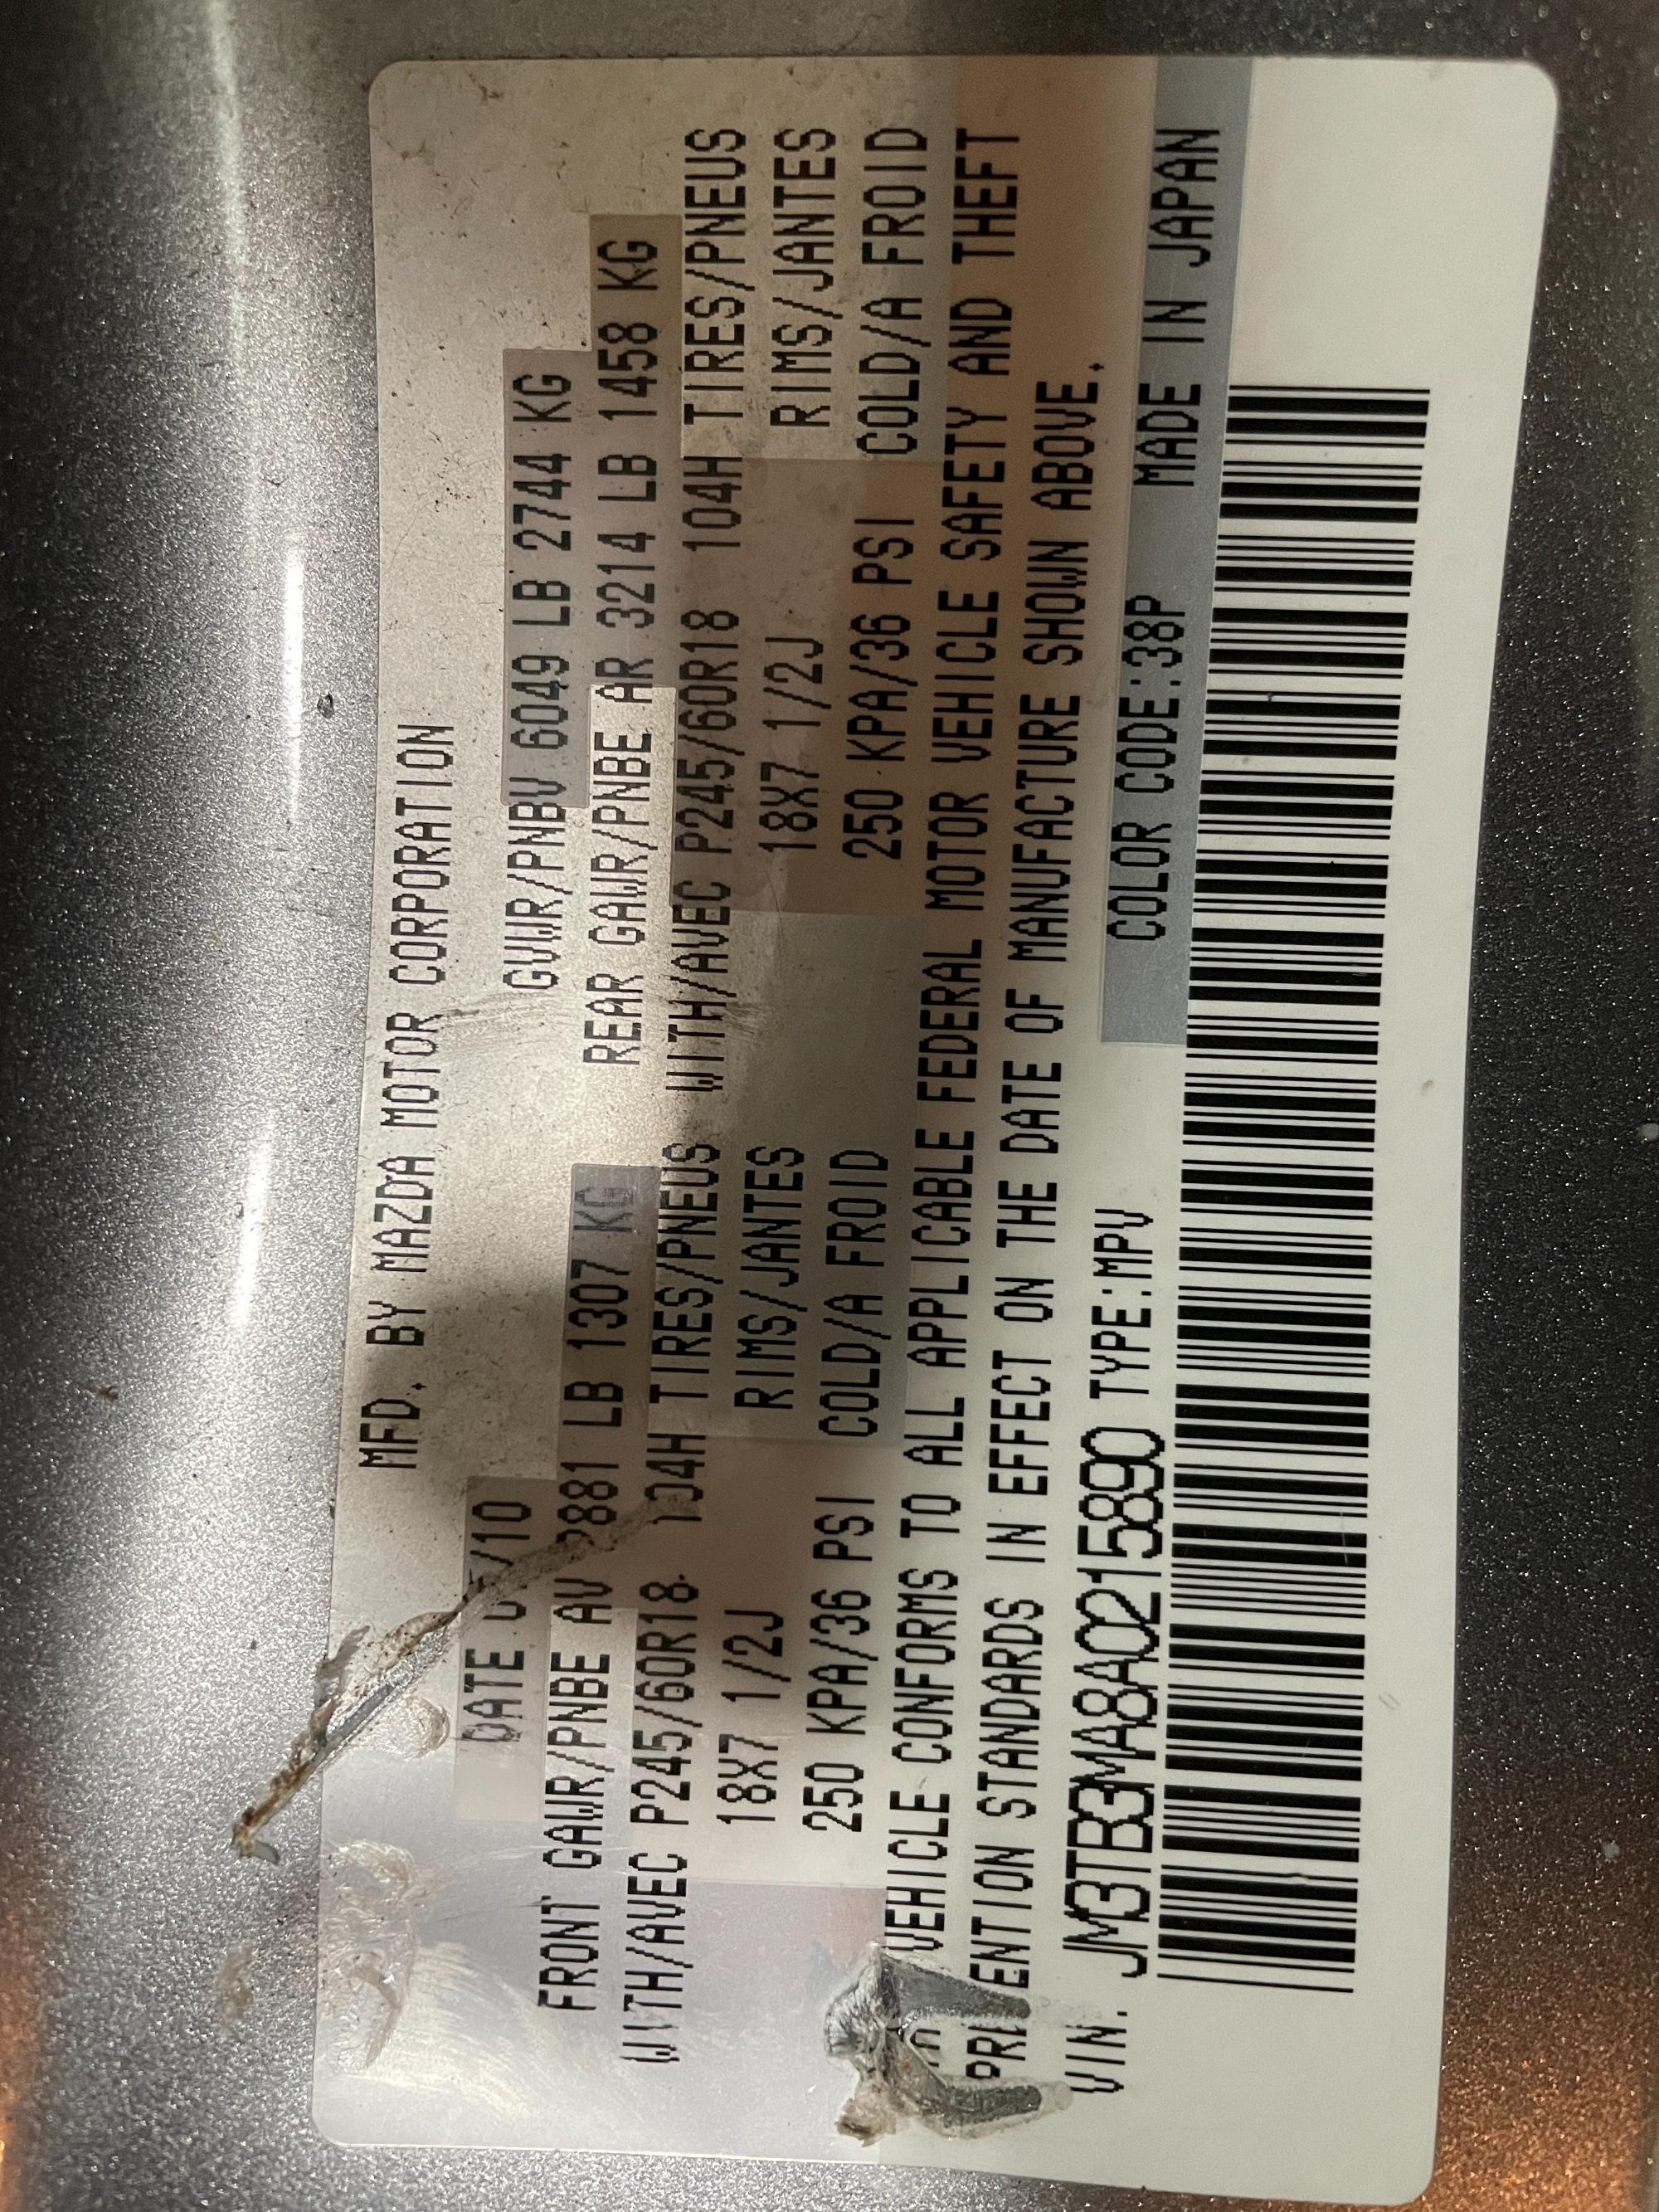 MFD. BY MAZDA MOTOR CORPORATION
DATE /10 GVWR/PNBV 6049 LB 2744 KG
FRONT GAWR/PNBE AV 2881 LB 1307 KG REAR GAWR/PNBE AR 3214 LB 1458 KG
WITH/AVEC P245/60R18 104H TIRES/PNEUS WITH/AVEC P245/60R18 104H TIRES/PNEUS
18X7 1/2J RIMS/JANTES 18X7 1/2J RIMS/JANTES
250 KPA/36 PSI COLD/A FROID 250 KPA/36 PSI COLD/A FROID
VEHICLE CONFORMS TO ALL APPLICABLE FEDERAL MOTOR VEHICLE SAFETY AND THEFT
PREVENTION STANDARDS IN EFFECT ON THE DATE OF MANUFACTURE SHOWN ABOVE.
VIN. JM3TB3MA8A0215890 TYPE:MPV COLOR CODE:38P MADE IN JAPAN